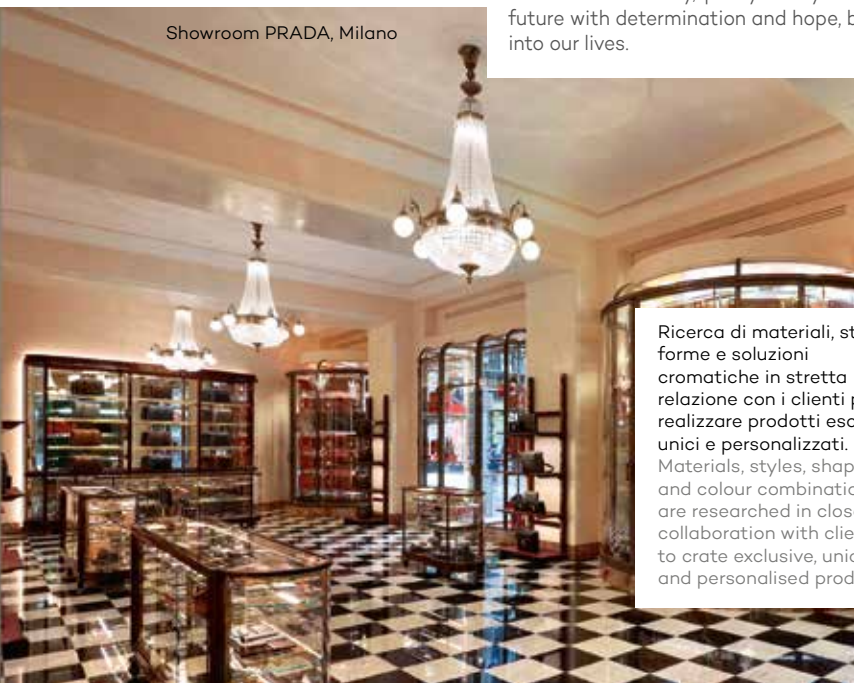 Showroom PRADA, Milano
future with determination and hope, b
into our lives.
Ricerca di materiali, st
forme e soluzioni
cromatiche in stretta
relazione con i clienti p
realizzare prodotti esc
unici e personalizzati.
Materials, styles, shap
and colour combinatio
are researched in close
collaboration with clie
to crate exclusive, uniq
and personalised prod